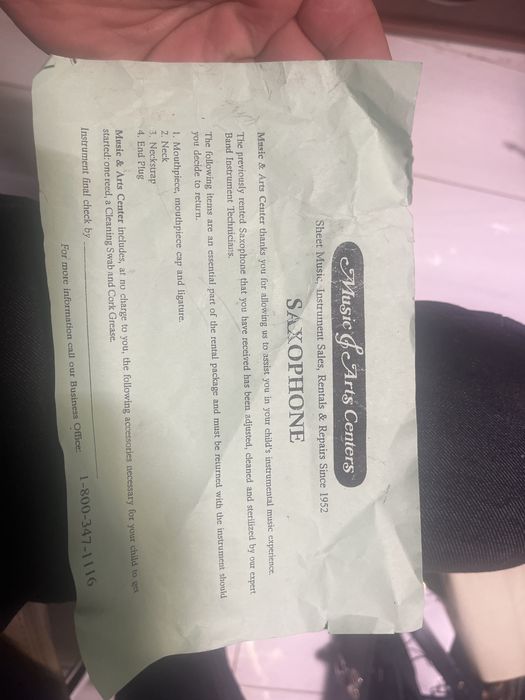 Music & Arts Centers
Sheet Music, Instrument Sales, Rentals & Repairs Since 1952
SAXOPHONE
Music & Arts Center thanks you for allowing us to assist you in your child's instrumental music experience.
The previously rented Saxophone that you have received has been adjusted, cleaned and sterilized by our expert
Band Instrument Technicians.
The following items are an essential part of the rental package and must be returned with the instrument should
you decide to return.
1. Mouthpiece, mouthpiece cap and ligature.
2. Neck
3. Neckstrap
4. End Plug
Music & Arts Center includes, at no charge to you, the following accessories necessary for your child to get
started: one reed, a Cleaning Swab and Cork Grease.
Instrument final check by
For more information call our Business Office: 1-800-347-1116